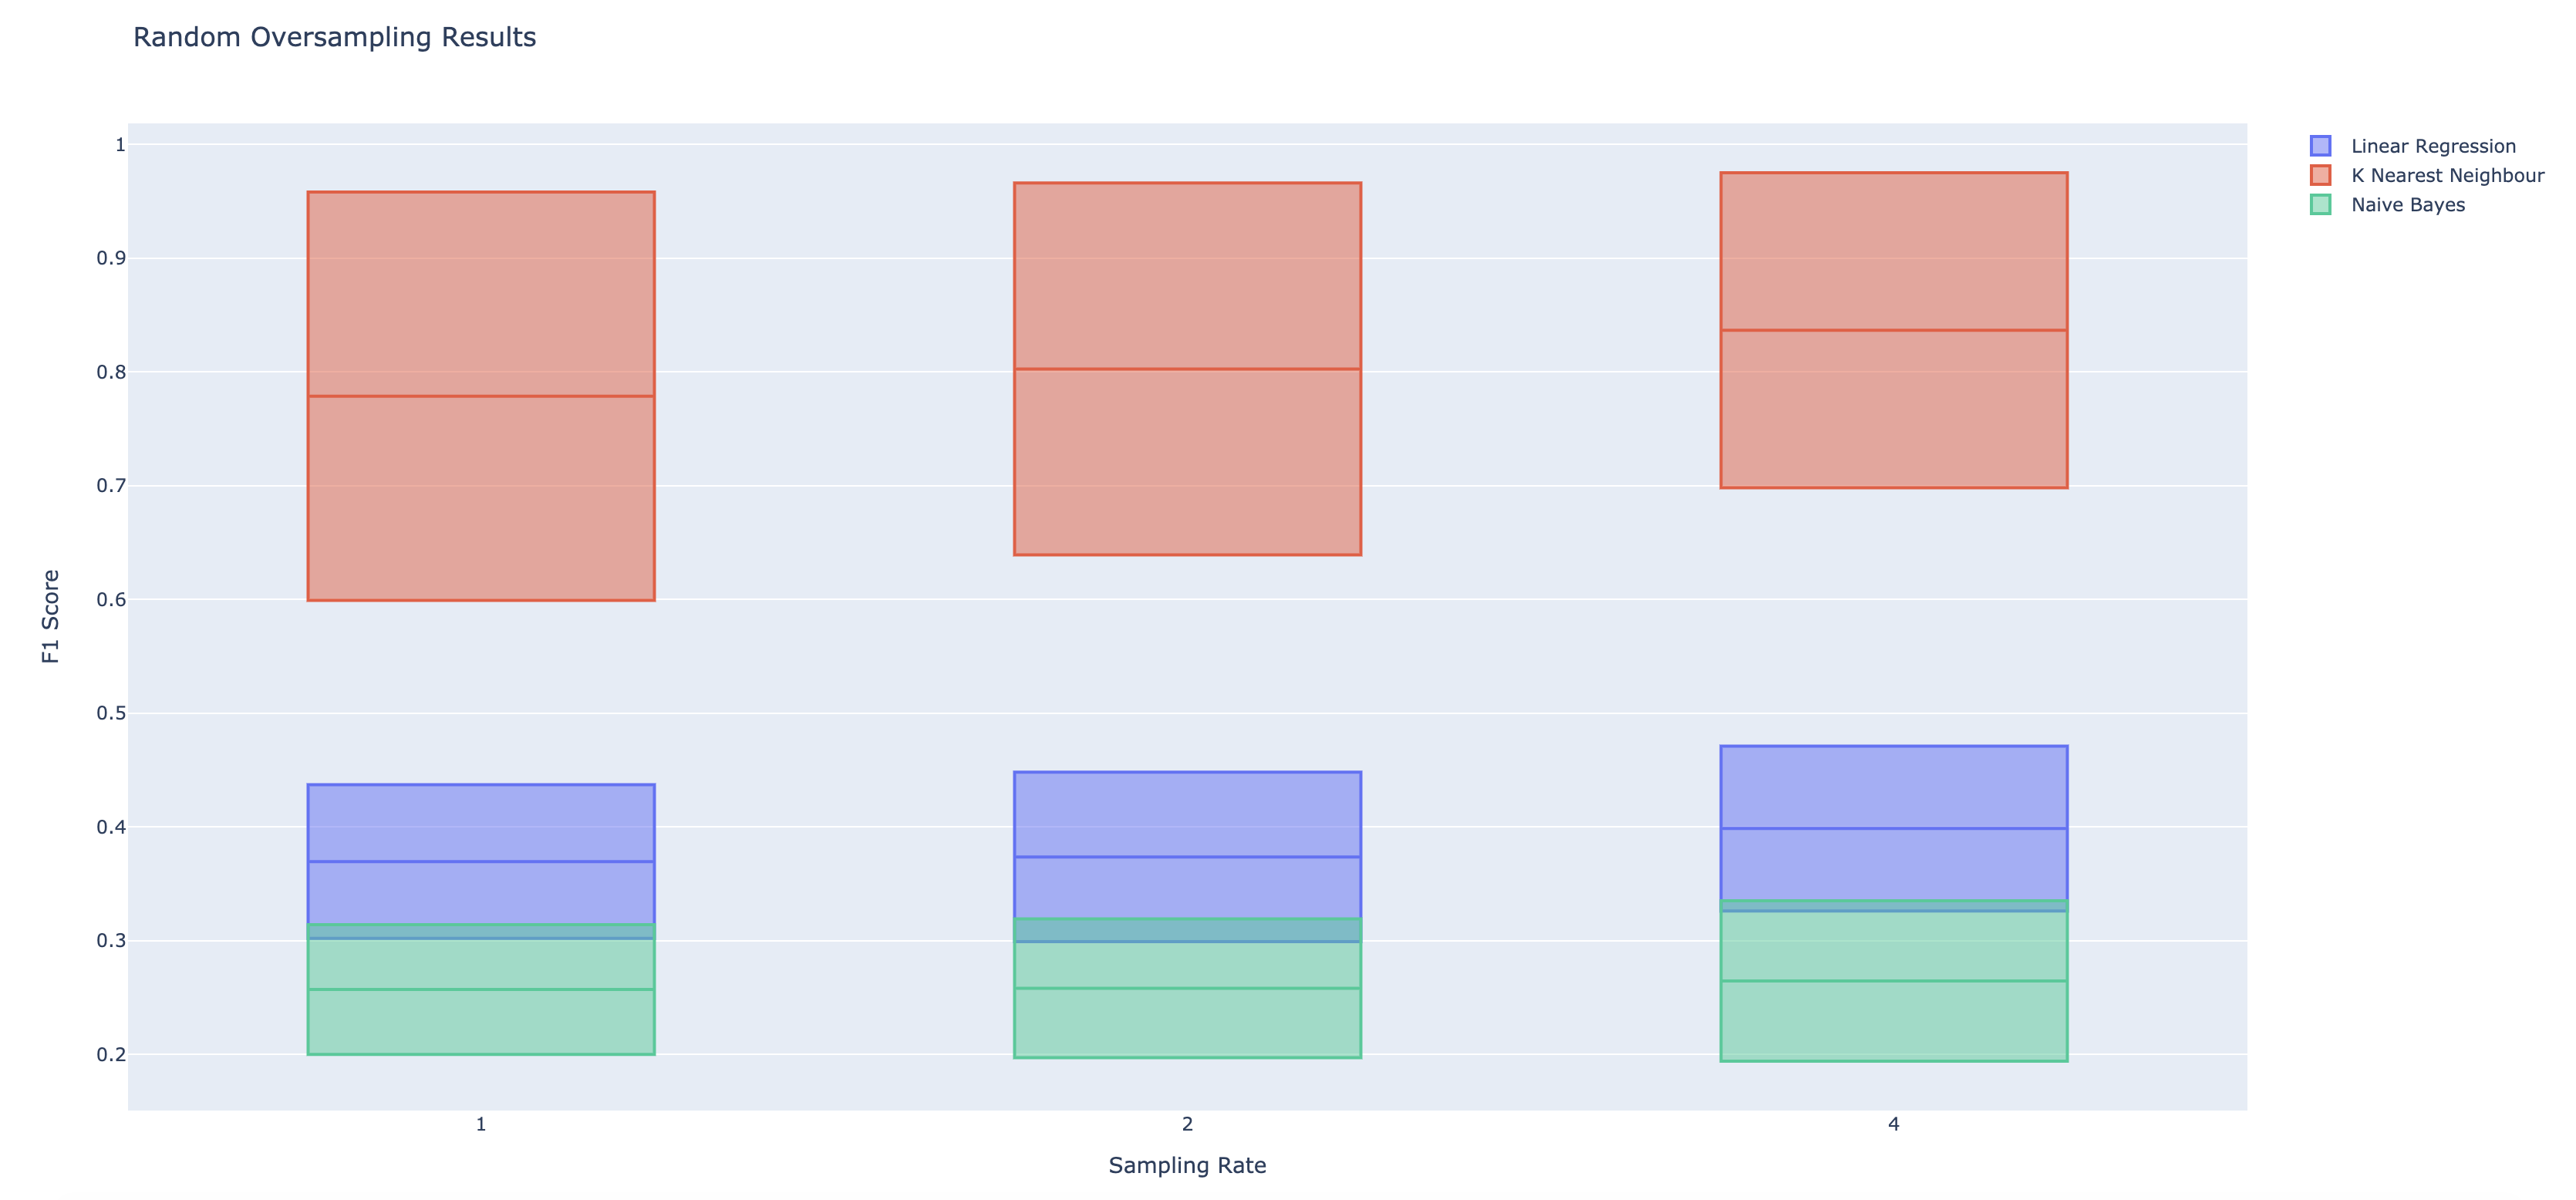 Random Oversampling Results
Linear Regression
K Nearest Neighbour
Naive Bayes
1
0.9
0.8
0.7
0.6
0.5
0.4
0.3
0.2
F1 Score
1 2 4
Sampling Rate